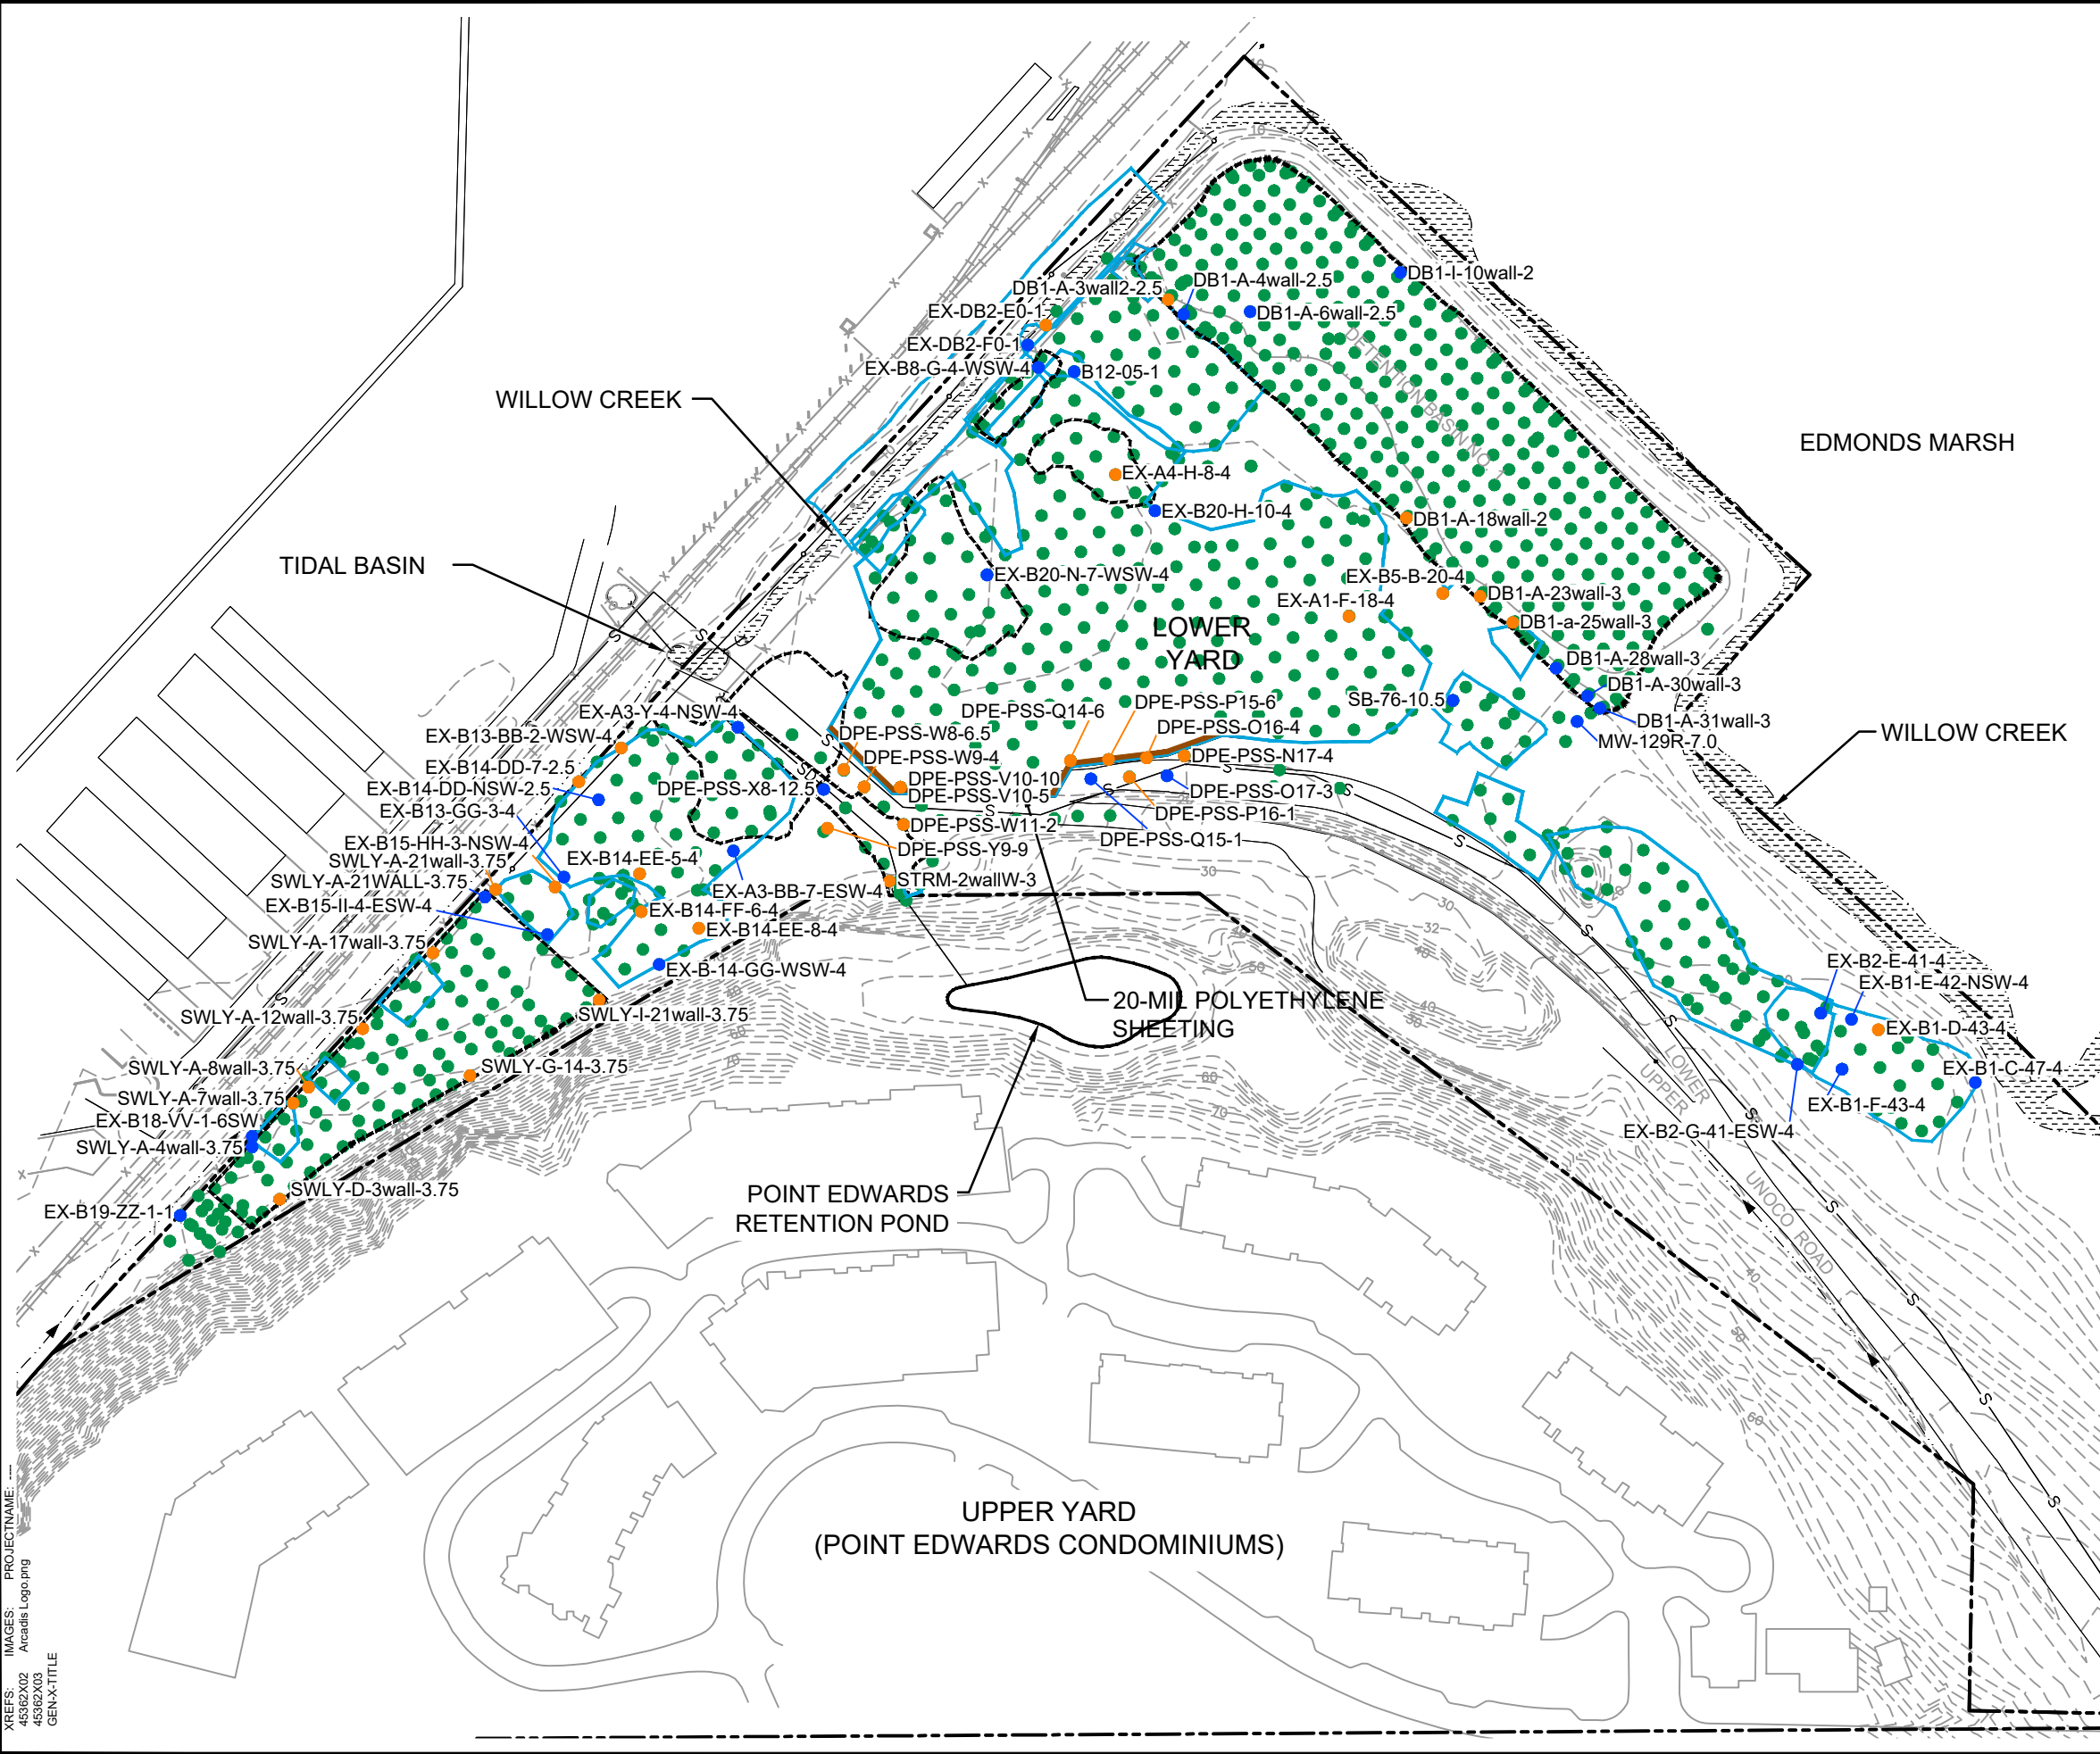 DB1-I-10wall-2
DB1-A-4wall-2.5
DB1-A-3wall2-2.5
EX-DB2-E0-1
DB1-A-6wall-2.5
EX-DB2-F0-1
EX-B8-G-4-WSW-4
B12-05-1
DETENTION BASIN NO. 1
WILLOW CREEK
EDMONDS MARSH
EX-A4-H-8-4
EX-B20-H-10-4
DB1-A-18wall-2
TIDAL BASIN
EX-B20-N-7-WSW-4
EX-B5-B-20-4
DB1-A-23wall-3
EX-A1-F-18-4
DB1-a-25wall-3
LOWER
YARD
DB1-A-28wall-3
DB1-A-30wall-3
SB-76-10.5
DPE-PSS-P15-6
DPE-PSS-Q14-6
EX-A3-Y-4-NSW-4
DB1-A-31wall-3
DPE-PSS-O16-4
EX-B13-BB-2-WSW-4
DPE-PSS-W8-6.5
MW-129R-7.0
WILLOW CREEK
DPE-PSS-W9-4
DPE-PSS-N17-4
EX-B14-DD-7-2.5
DPE-PSS-V10-10
EX-B14-DD-NSW-2.5
DPE-PSS-X8-12.5
DPE-PSS-V10-5
DPE-PSS-O17-3
EX-B13-GG-3-4
DPE-PSS-P16-1
DPE-PSS-W11-2
DPE-PSS-Q15-1
EX-B15-HH-3-NSW-4
DPE-PSS-Y9-9
SWLY-A-21wall-3.75
EX-B14-EE-5-4
SWLY-A-21WALL-3.75
STRM-2wallW-3
EX-A3-BB-7-ESW-4
EX-B15-II-4-ESW-4
EX-B14-FF-6-4
EX-B14-EE-8-4
SWLY-A-17wall-3.75
EX-B-14-GG-WSW-4
EX-B2-E-41-4
EX-B1-E-42-NSW-4
20-MIL POLYETHYLENE
SHEETING
SWLY-A-12wall-3.75
SWLY-I-21wall-3.75
EX-B1-D-43-4
SWLY-A-8wall-3.75
SWLY-G-14-3.75
EX-B1-C-47-4
LOWER
UPPER
UNOCO ROAD
SWLY-A-7wall-3.75
EX-B1-F-43-4
EX-B18-VV-1-6SW
EX-B2-G-41-ESW-4
SWLY-A-4wall-3.75
SWLY-D-3wall-3.75
EX-B19-ZZ-1-1
POINT EDWARDS
RETENTION POND
UPPER YARD
(POINT EDWARDS CONDOMINIUMS)
XREFS: IMAGES: PROJECTNAME: ----
45362X02 Arcadis Logo.png
45362X03
GEN-X-TITLE